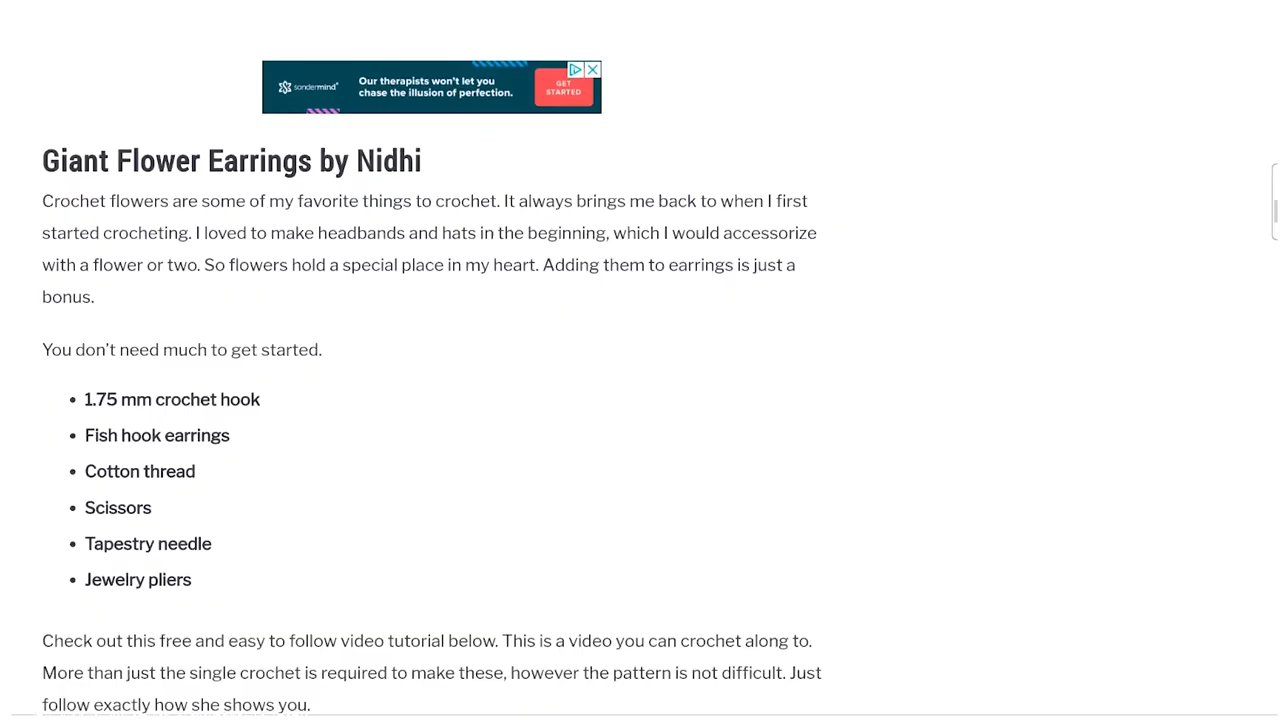 sondermind
Our therapists won't let you
chase the illusion of perfection.
GET
STARTED
Giant Flower Earrings by Nidhi
Crochet flowers are some of my favorite things to crochet. It always brings me back to when I first
started crocheting. I loved to make headbands and hats in the beginning, which I would accessorize
with a flower or two. So flowers hold a special place in my heart. Adding them to earrings is just a
bonus.
You don't need much to get started.
• 1.75 mm crochet hook
• Fish hook earrings
• Cotton thread
• Scissors
• Tapestry needle
• Jewelry pliers
Check out this free and easy to follow video tutorial below. This is a video you can crochet along to.
More than just the single crochet is required to make these, however the pattern is not difficult. Just
follow exactly how she shows you.